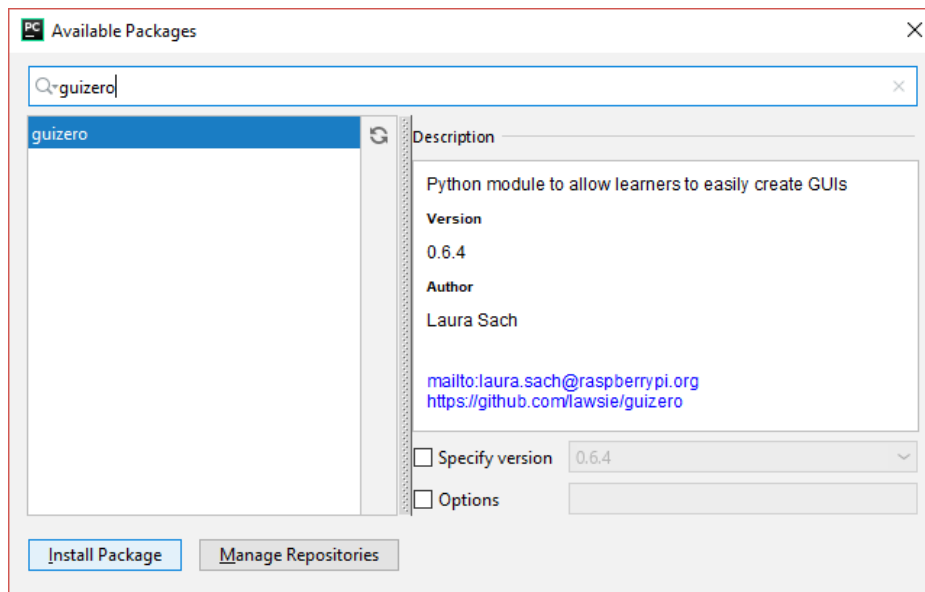 PC Available Packages
guizero
guizero
Description
Python module to allow learners to easily create GUIs
Version
0.6.4
Author
Laura Sach
mailto:laura.sach@raspberrypi.org
https://github.com/lawsie/guizero
Specify version 0.6.4
Options
Install Package Manage Repositories